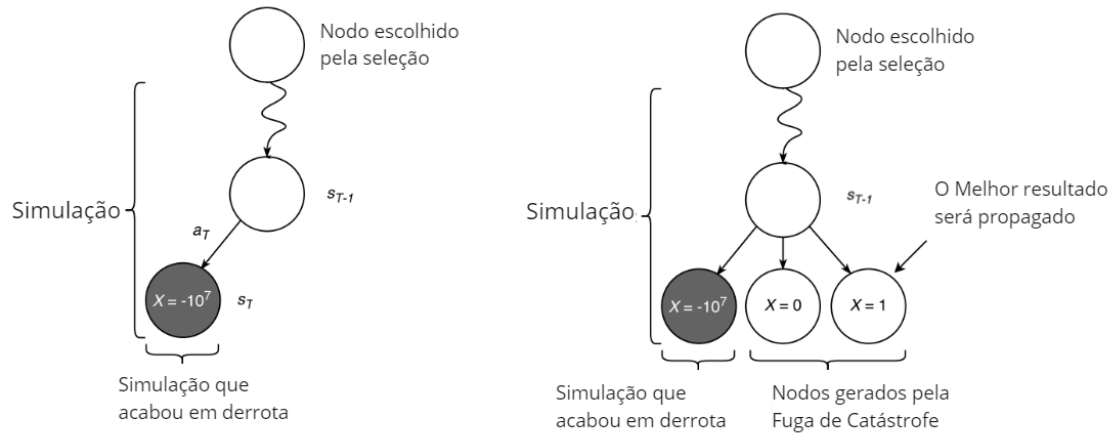 Nodo escolhido
pela seleção
Simulação
s_{T-1}
a_T
X = -10^7
s_T
Simulação que
acabou em derrota
Nodo escolhido
pela seleção
Simulação
s_{T-1}
O Melhor resultado
será propagado
X = -10^7
X = 0
X = 1
Simulação que
acabou em derrota
Nodos gerados pela
Fuga de Catástrofe